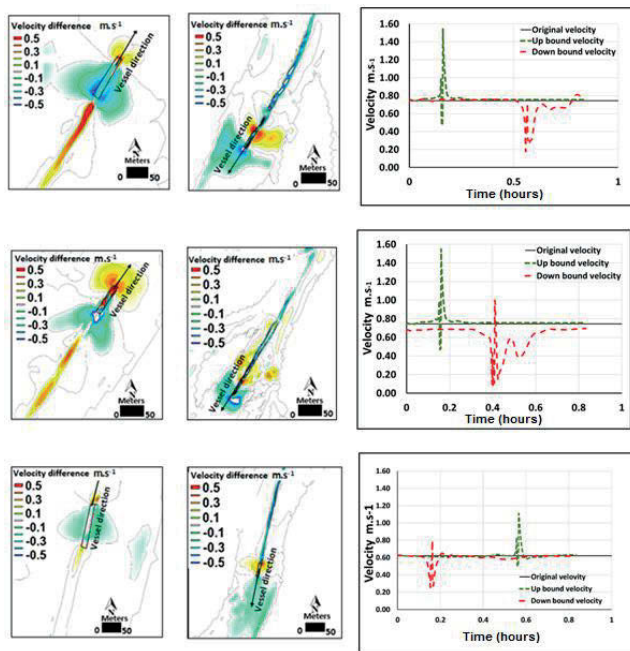 Velocity difference m.s⁻¹
0.5
0.3
0.1
-0.1
-0.3
-0.5
Vessel direction
Meters
0 50
Velocity difference m.s⁻¹
0.5
0.3
0.1
-0.1
-0.3
-0.5
Vessel direction
Meters
0 50
Velocity m.s-1
1.60
1.40
1.20
1.00
0.80
0.60
0.40
0.20
0.00
Original velocity
Up bound velocity
Down bound velocity
0 0.5 1
Time (hours)
Velocity difference m.s⁻¹
0.5
0.3
0.1
-0.1
-0.3
-0.5
Vessel direction
Meters
0 50
Velocity difference m.s⁻¹
0.5
0.3
0.1
-0.1
-0.3
-0.5
Vessel direction
Meters
0 50
Velocity m.s-1
1.60
1.40
1.20
1.00
0.80
0.60
0.40
0.20
0.00
Original velocity
Up bound velocity
Down bound velocity
0 0.2 0.4 0.6 0.8 1
Time (hours)
Velocity difference m.s⁻¹
0.5
0.3
0.1
-0.1
-0.3
-0.5
Vessel direction
Meters
0 50
Velocity difference m.s⁻¹
0.5
0.3
0.1
-0.1
-0.3
-0.5
Vessel direction
Meters
0 50
Velocity m.s-1
1.60
1.40
1.20
1.00
0.80
0.60
0.40
0.20
0.00
Original velovity
Up bound velocity
Down bound velocity
0 0.2 0.4 0.6 0.8 1
Time (hours)